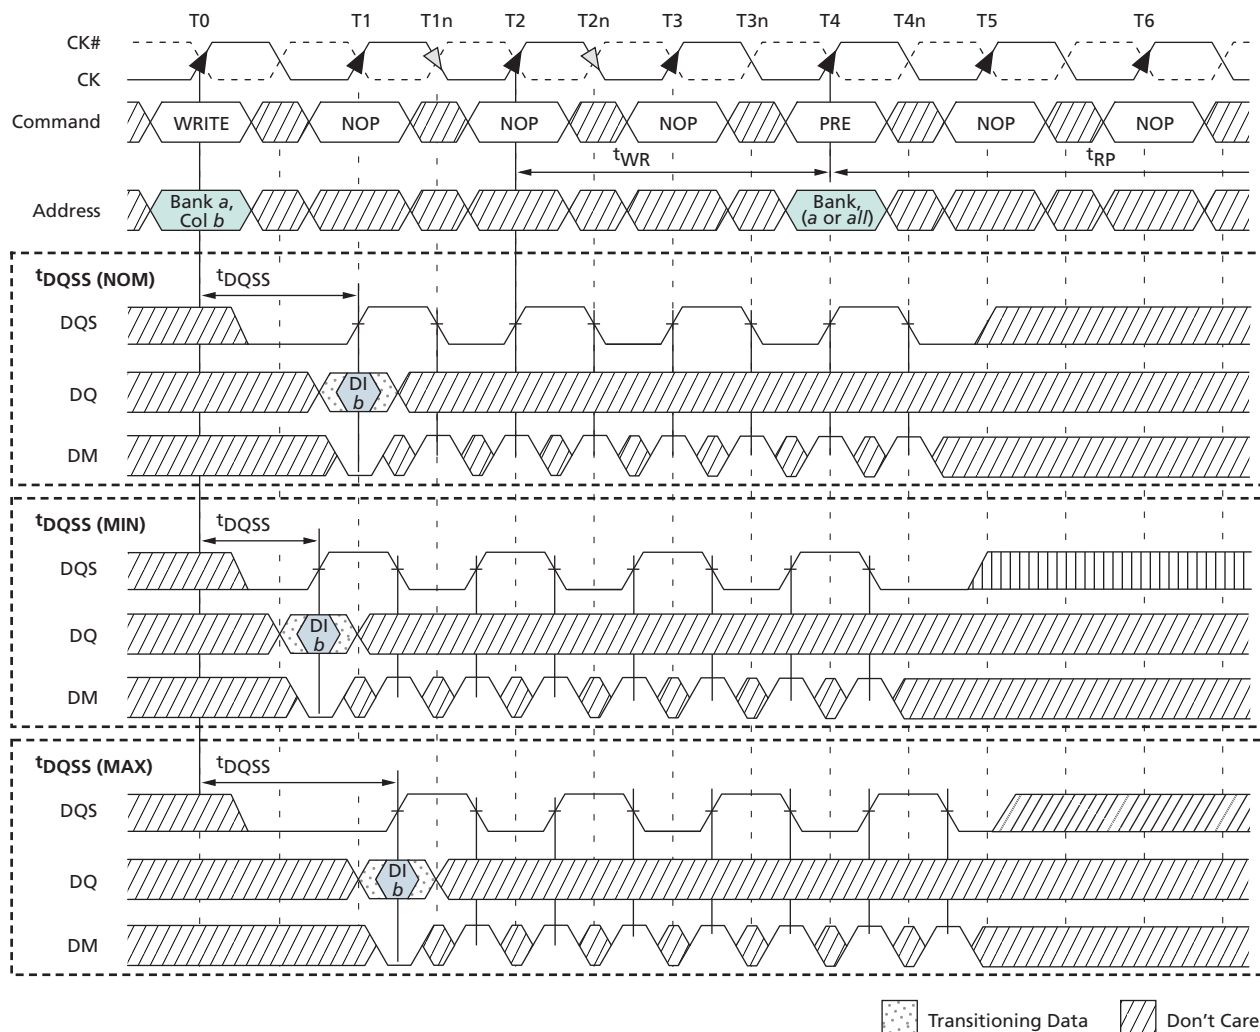 T0 T1 T1n T2 T2n T3 T3n T4 T4n T5 T6
CK#
CK
Command WRITE NOP NOP NOP PRE NOP NOP
tWR tRP
Address Bank a, Col b Bank, (a or all)
tDQSS (NOM) tDQSS
DQS
DQ DI b
DM
tDQSS (MIN) tDQSS
DQS
DQ DI b
DM
tDQSS (MAX) tDQSS
DQS
DQ DI b
DM
Transitioning Data Don't Care